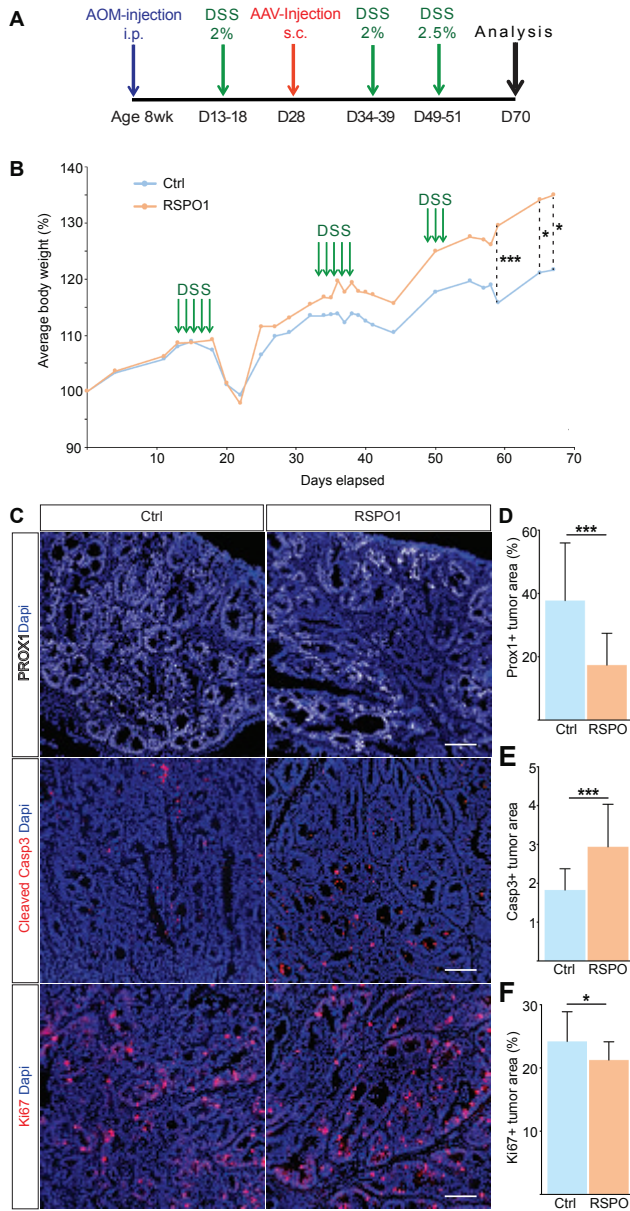 A
AOM-injection
i.p.
DSS
2%
AAV-Injection
s.c.
DSS
2%
DSS
2.5%
Analysis
Age 8wk
D13-18
D28
D34-39
D49-51
D70
B
Average body weight (%)
140
135
130
120
110
100
90
Ctrl
RSPO1
DSS
DSS
DSS
***
*
*
10
20
30
40
50
60
70
Days elapsed
C
Ctrl
RSPO1
PROX1Dapi
Cleaved Casp3 Dapi
Ki67 Dapi
D
***
Prox1+ tumor area (%)
60
40
20
Ctrl
RSPO
E
***
Casp3+ tumor area
5
4
3
2
1
Ctrl
RSPO
F
*
Ki67+ tumor area (%)
30
20
10
Ctrl
RSPO